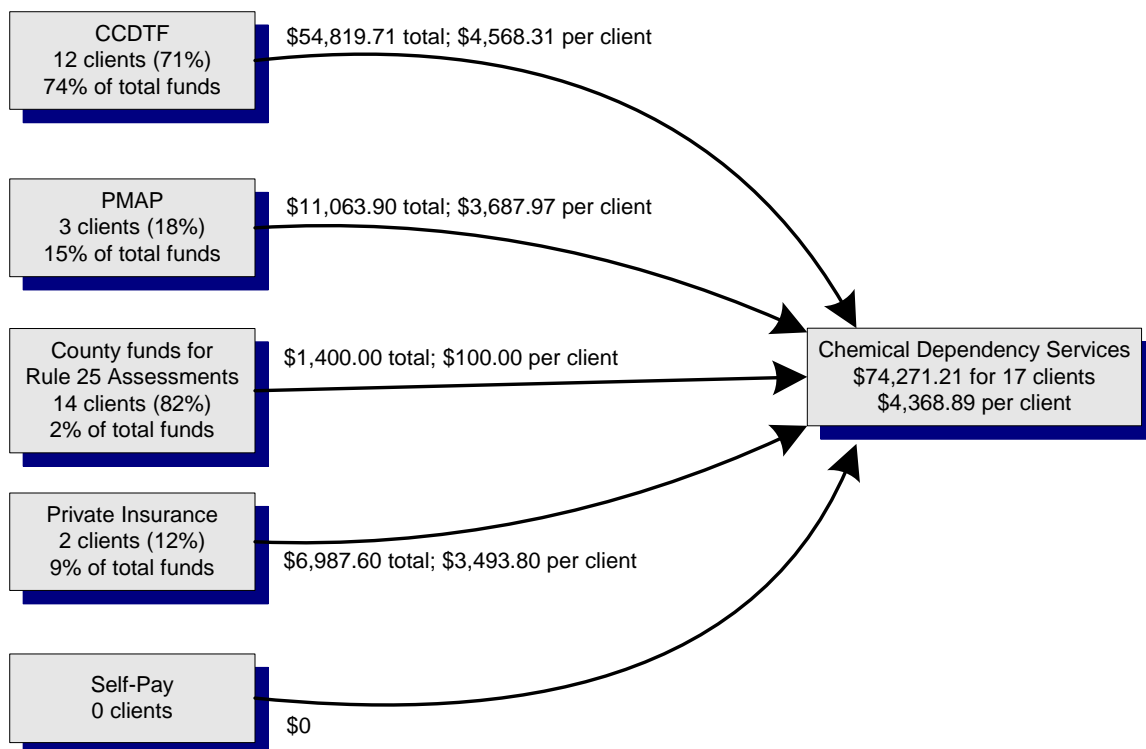 CCDTF
12 clients (71%)
74% of total funds
$54,819.71 total; $4,568.31 per client
PMAP
3 clients (18%)
15% of total funds
$11,063.90 total; $3,687.97 per client
County funds for
Rule 25 Assessments
14 clients (82%)
2% of total funds
$1,400.00 total; $100.00 per client
Chemical Dependency Services
$74,271.21 for 17 clients
$4,368.89 per client
Private Insurance
2 clients (12%)
9% of total funds
$6,987.60 total; $3,493.80 per client
Self-Pay
0 clients
$0